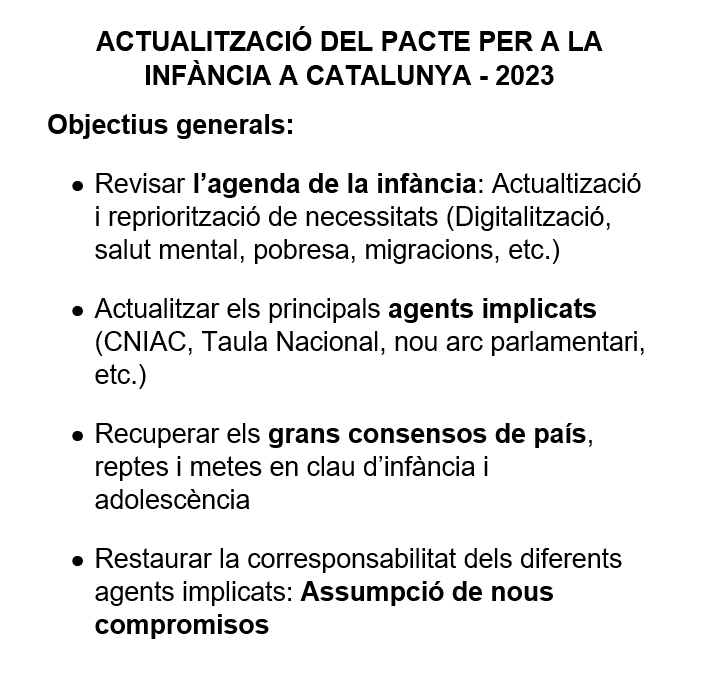 ACTUALITZACIÓ DEL PACTE PER A LA
INFÀNCIA A CATALUNYA - 2023
Objectius generals:
● Revisar l’agenda de la infància: Actualtizació
i repriorització de necessitats (Digitalització,
salut mental, pobresa, migracions, etc.)
● Actualitzar els principals agents implicats
(CNIAC, Taula Nacional, nou arc parlamentari,
etc.)
● Recuperar els grans consensos de país,
reptes i metes en clau d’infància i
adolescència
● Restaurar la corresponsabilitat dels diferents
agents implicats: Assumpció de nous
compromisos